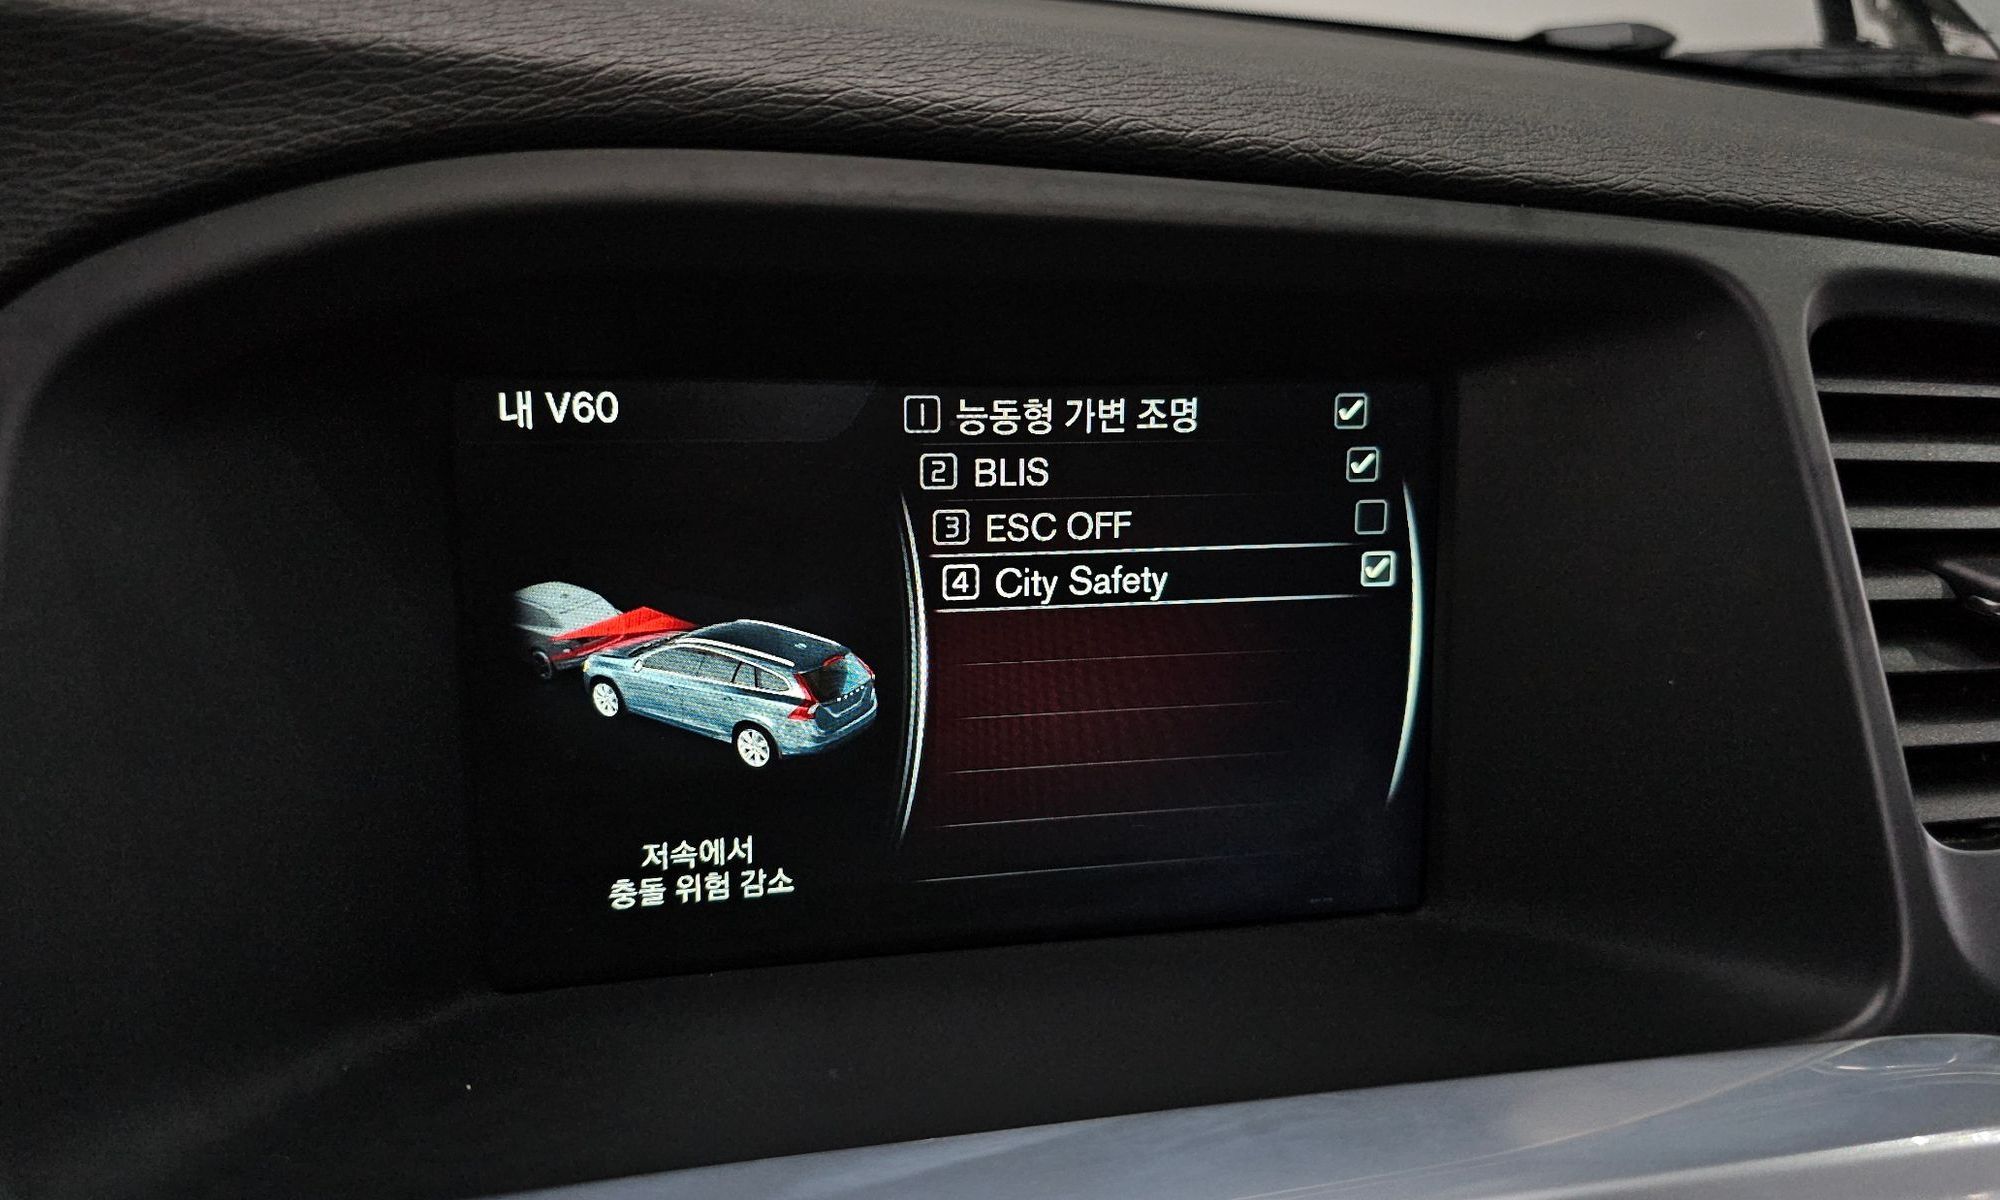 내 V60
1 능동형 가변 조명
2 BLIS
3 ESC OFF
4 City Safety
저속에서
충돌 위험 감소